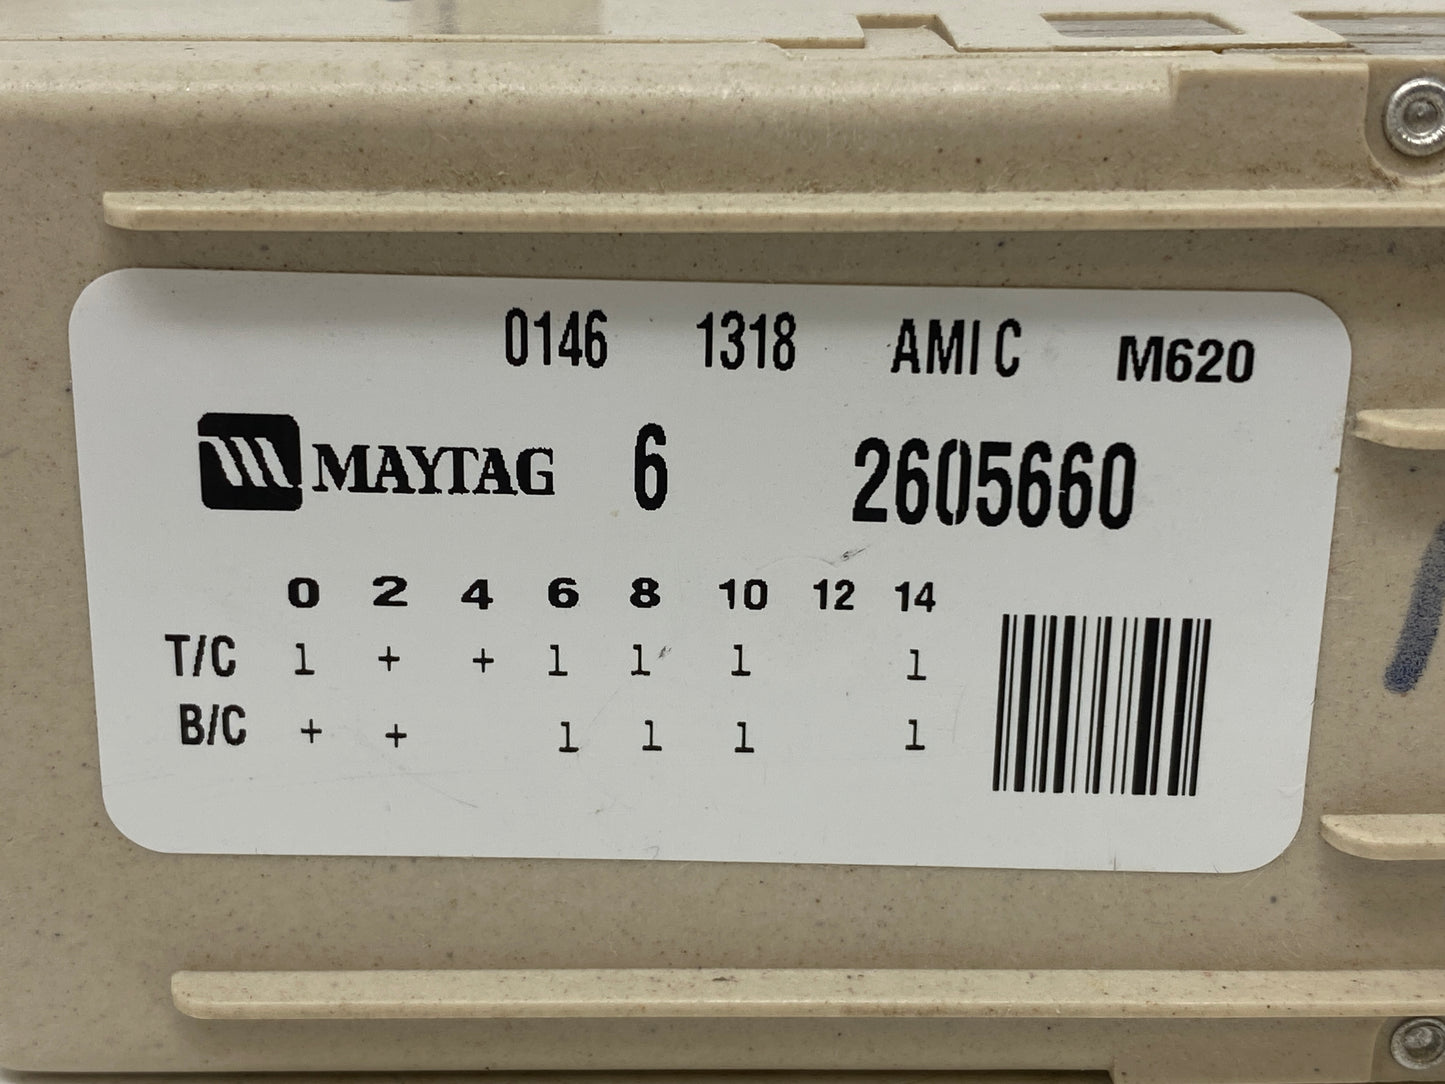 0146 1318 AMI C M620
MAYTAG 6 2605660
0 2 4 6 8 10 12 14
T/C 1 + + 1 1 1 1
B/C + + 1 1 1 1